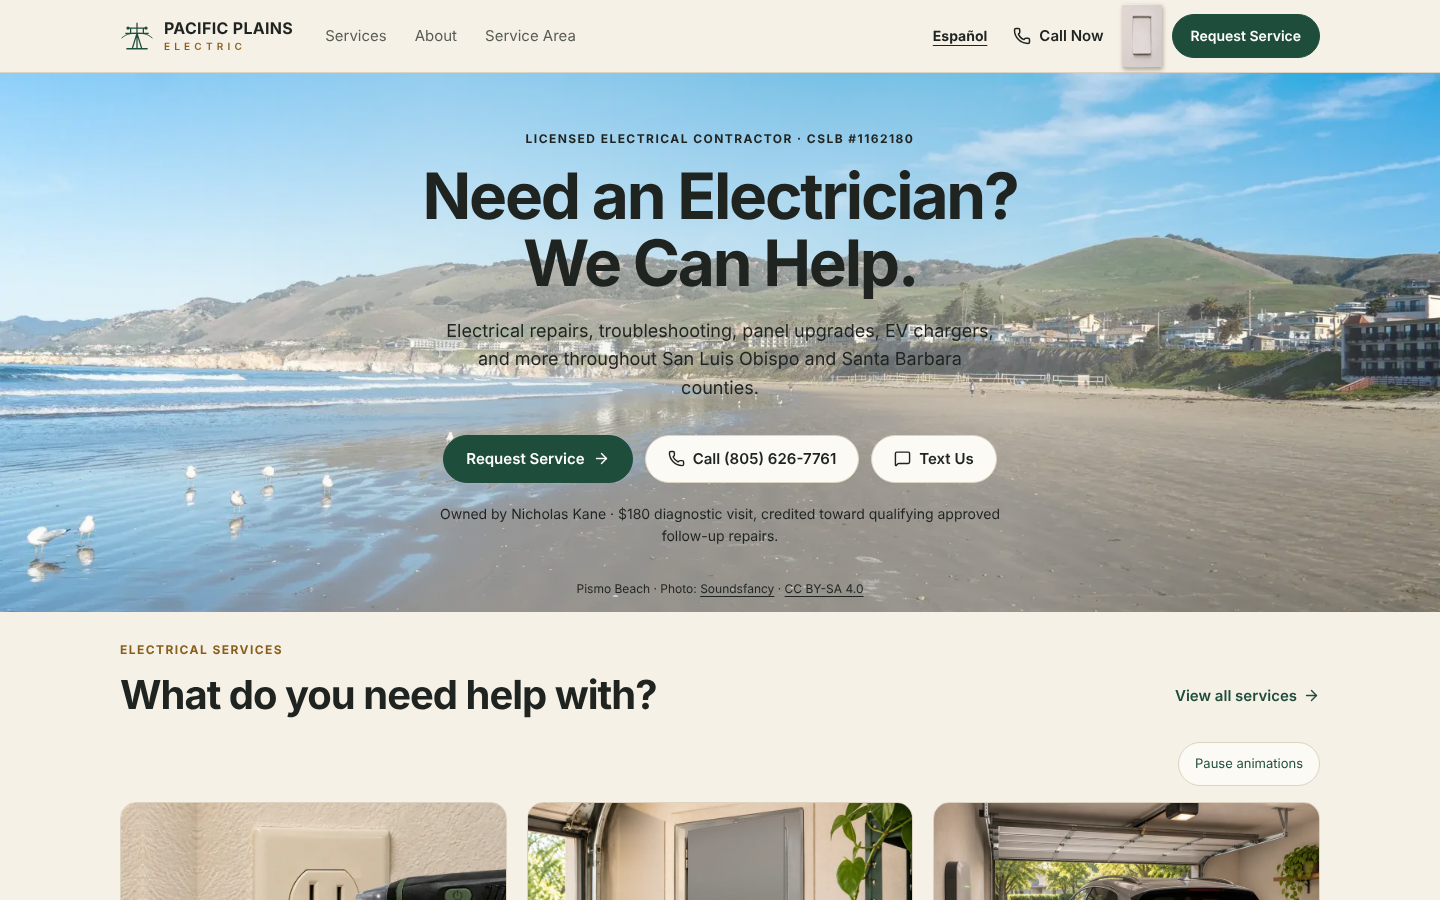 PACIFIC PLAINS
ELECTRIC
Services
About
Service Area
Español
Call Now
Request Service
LICENSED ELECTRICAL CONTRACTOR · CSLB #1162180
Need an Electrician?
We Can Help.
Electrical repairs, troubleshooting, panel upgrades, EV chargers,
and more throughout San Luis Obispo and Santa Barbara
counties.
Request Service
Call (805) 626-7761
Text Us
Owned by Nicholas Kane · $180 diagnostic visit, credited toward qualifying approved
follow-up repairs.
Pismo Beach · Photo: Soundsfancy · CC BY-SA 4.0
ELECTRICAL SERVICES
What do you need help with?
View all services
Pause animations